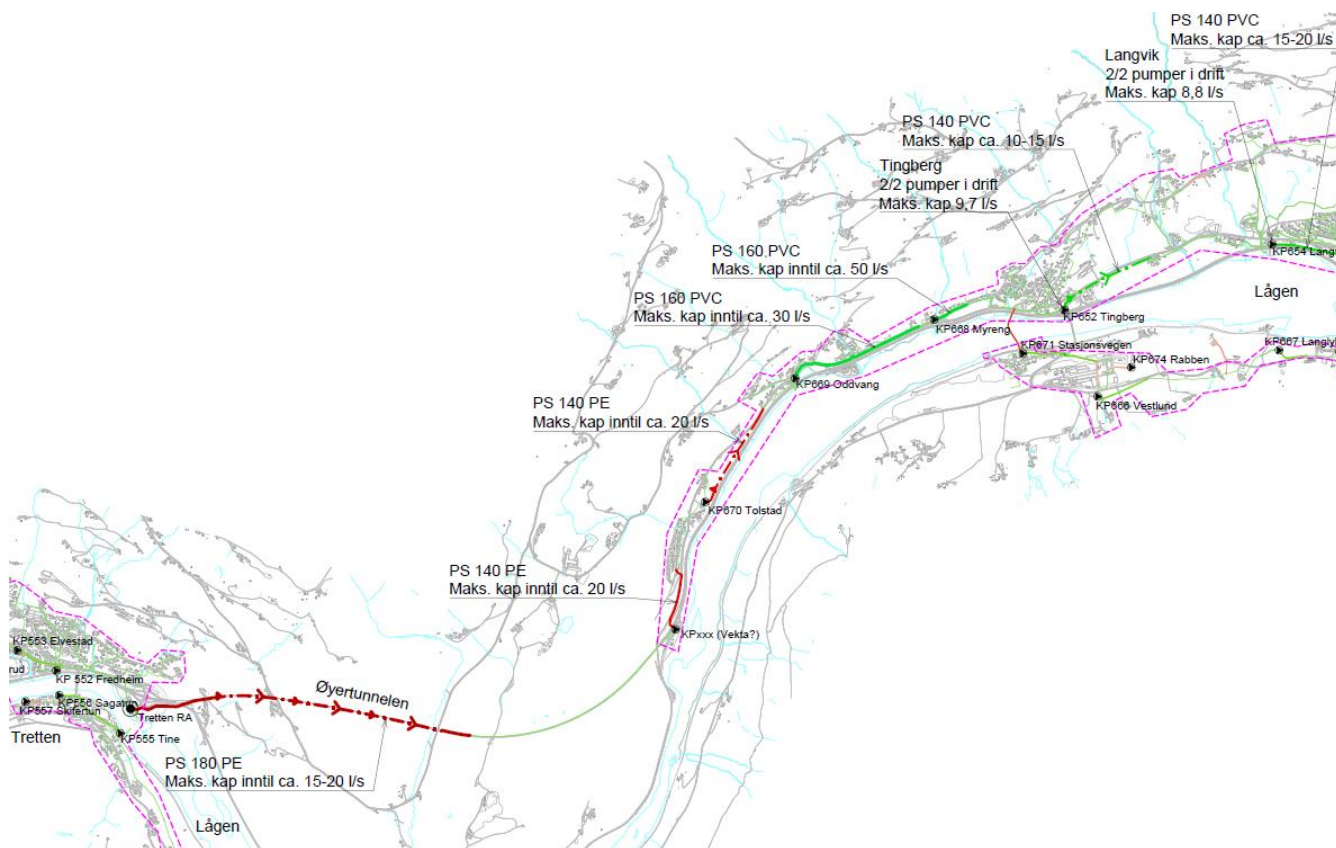 PS 140 PVC
Maks. kap ca. 15-20 l/s
Langvik
2/2 pumper i drift
Maks. kap 8,8 l/s
PS 140 PVC
Maks. kap ca. 10-15 l/s
Tingberg
2/2 pumper i drift
Maks. kap 9,7 l/s
PS 160 PVC
Maks. kap inntil ca. 50 l/s
PS 160 PVC
Maks. kap inntil ca. 30 l/s
KP654 Lang
Lågen
KP652 Tingberg
KP668 Myreng
KP671 Stasjonsvegen
KP667 Langly
KP674 Rabben
KP669 Oddvang
KP666 Vestlund
PS 140 PE
Maks. kap inntil ca. 20 l/s
KP670 Tolstad
PS 140 PE
Maks. kap inntil ca. 20 l/s
KPxxx (Vekta?)
KP553 Elvestad
rud
KP 552 Fredheim
KP556 Sagatun
KP557 Skifertun
Øyertunnelen
Tretten RA
Tretten
KP555 Tine
PS 180 PE
Maks. kap inntil ca. 15-20 l/s
Lågen